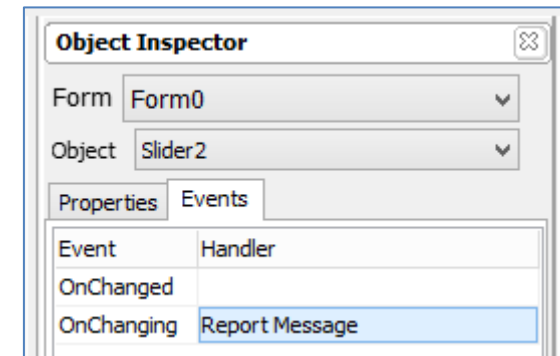 Object Inspector
Form Form0
Object Slider2
Properties Events
Event Handler
OnChanged
OnChanging Report Message